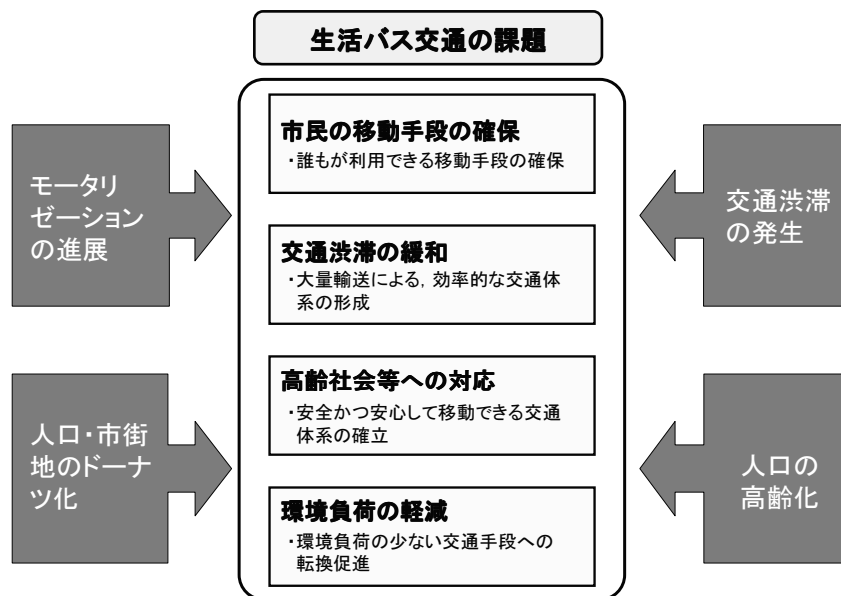 生活バス交通の課題
モータリ
ゼーション
の進展
人口・市街
地のドーナ
ツ化
市民の移動手段の確保
・誰もが利用できる移動手段の確保
交通渋滞の緩和
・大量輸送による，効率的な交通体
系の形成
高齢社会等への対応
・安全かつ安心して移動できる交通
体系の確立
環境負荷の軽減
・環境負荷の少ない交通手段への
転換促進
交通渋滞
の発生
人口の
高齢化